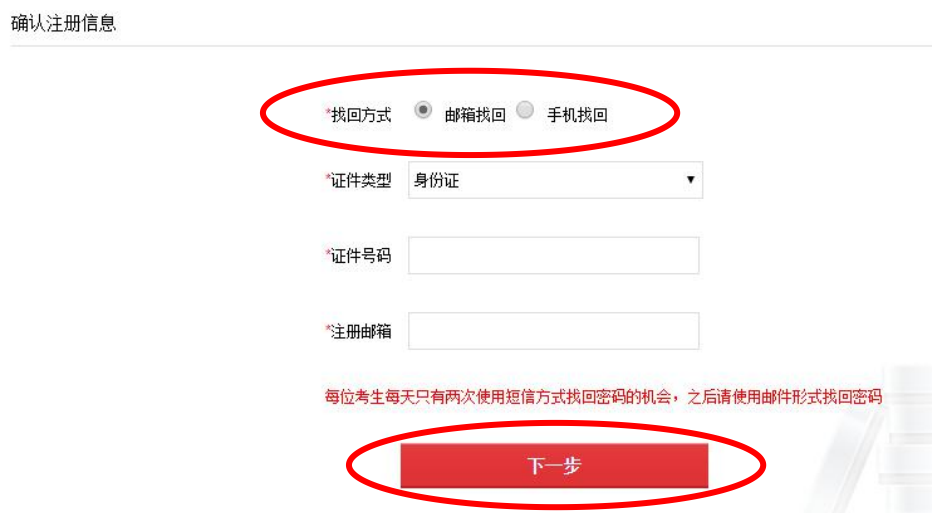 确认注册信息
*找回方式 邮箱找回 手机找回
*证件类型 身份证
*证件号码
*注册邮箱
每位考生每天只有两次使用短信方式找回密码的机会，之后请使用邮件形式找回密码
下一步